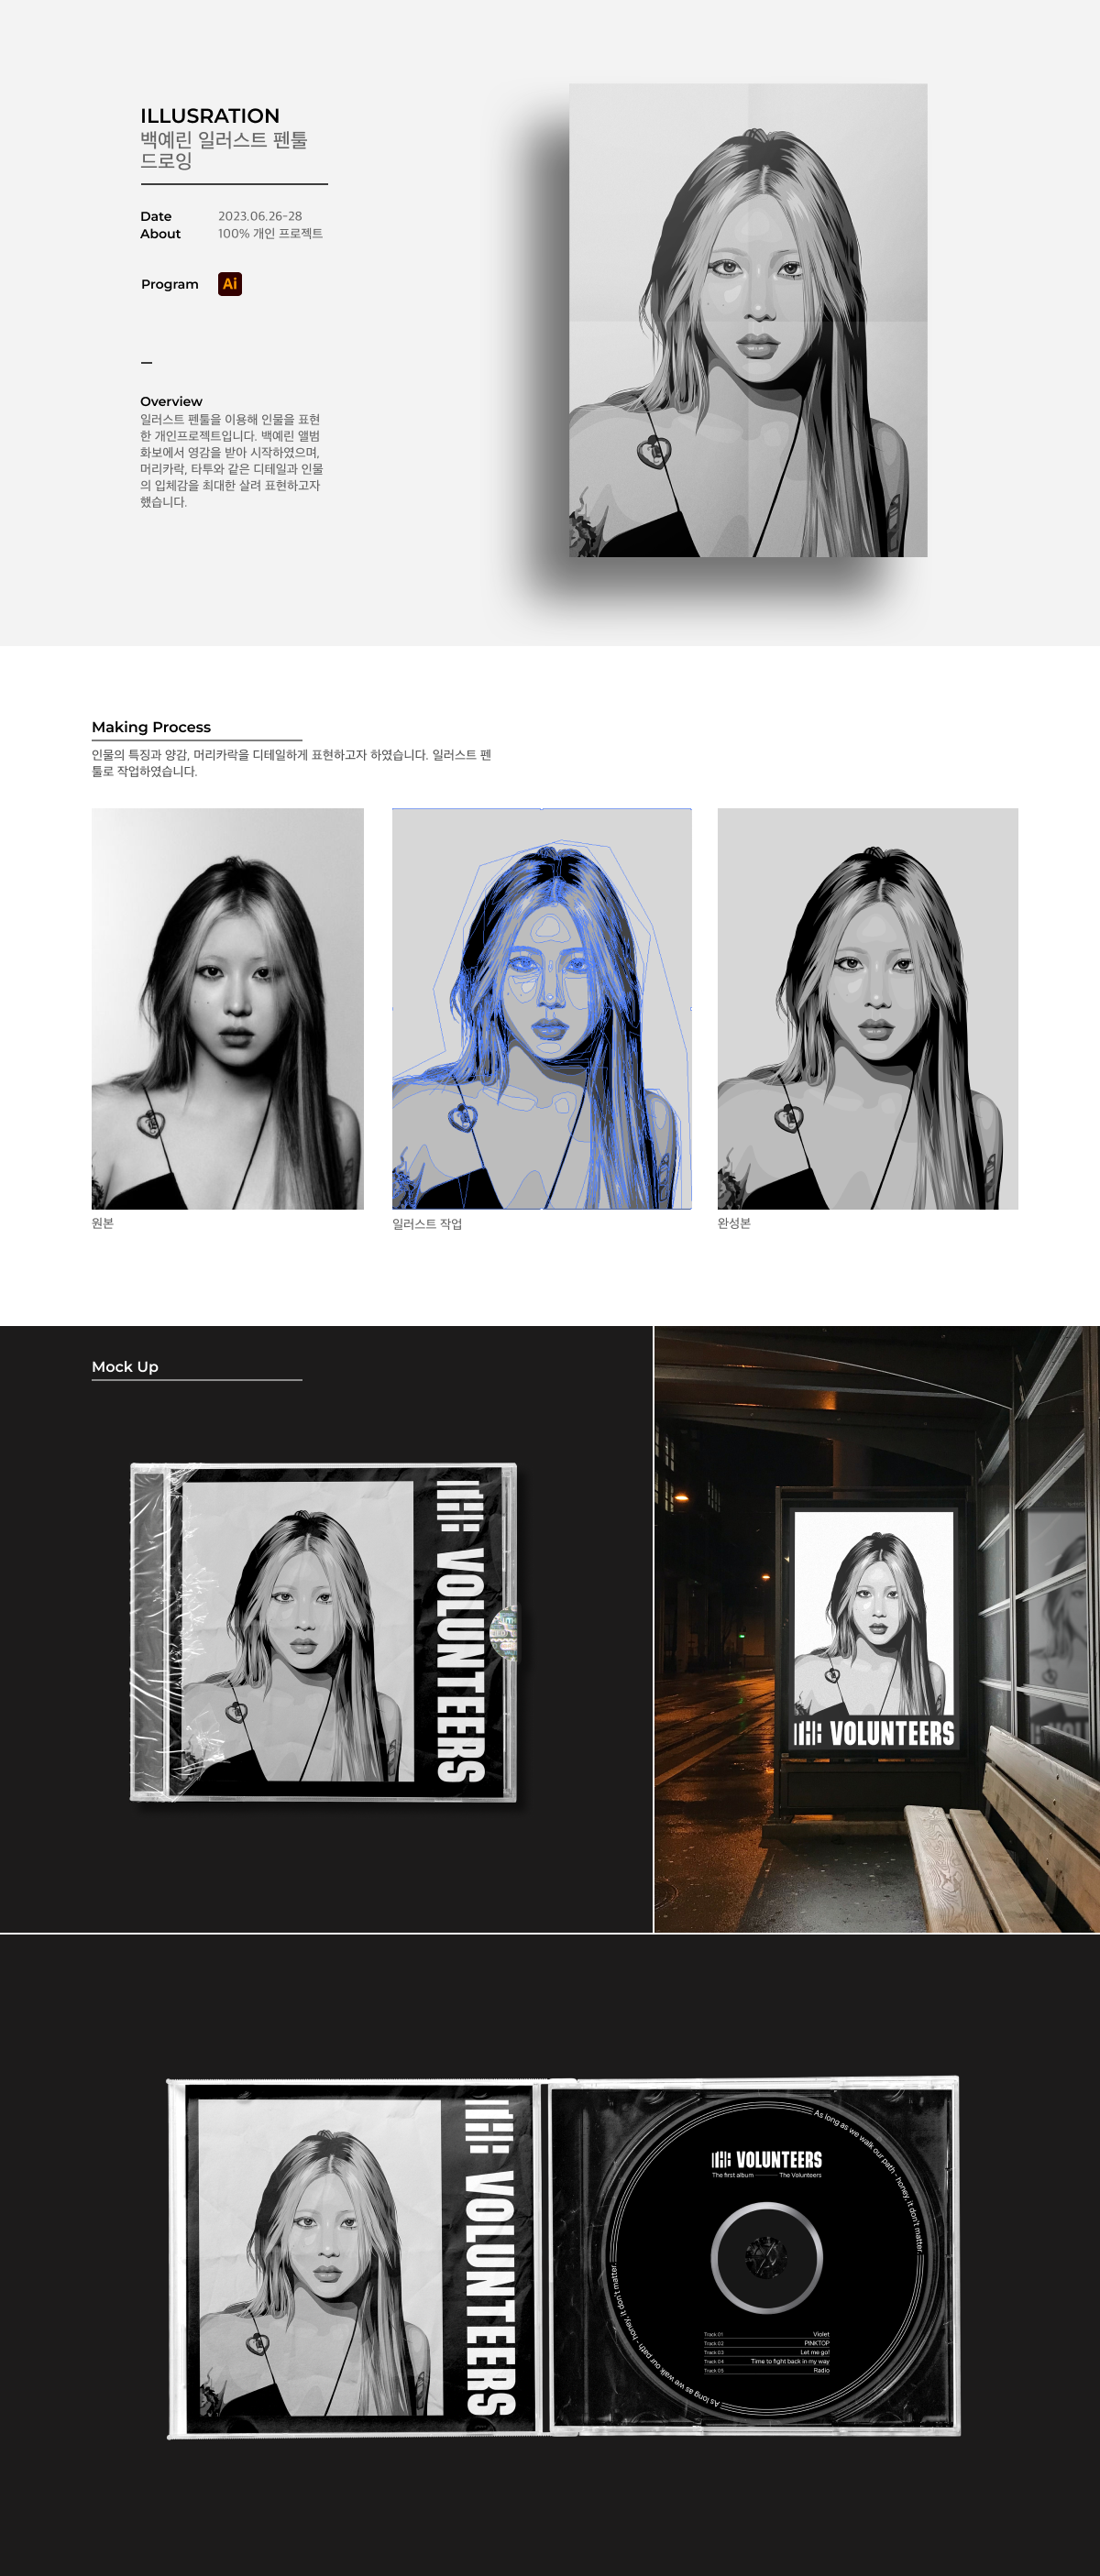 ILLUSRATION
백예린 일러스트 펜툴
드로잉
Date 2023.06.26-28
About 100% 개인 프로젝트
Program Ai
Overview
일러스트 펜툴을 이용해 인물을 표현
한 개인프로젝트입니다. 백예린 앨범
화보에서 영감을 받아 시작하였으며,
머리카락, 타투와 같은 디테일과 인물
의 입체감을 최대한 살려 표현하고자
했습니다.
Making Process
인물의 특징과 양감, 머리카락을 디테일하게 표현하고자 하였습니다. 일러스트 펜
툴로 작업하였습니다.
원본
일러스트 작업
완성본
Mock Up
VOLUNTEERS
VOLUNTEERS
VOLUNTEERS
As long as we walk our path - honey, it don't matter.
VOLUNTEERS
The first album The Volunteers
Track 01 Violet
Track 02 PINKTOP
Track 03 Let me go!
Track 04 Time to fight back in my way
Track 05 Radio
As long as we walk our path - honey, it don't matter.